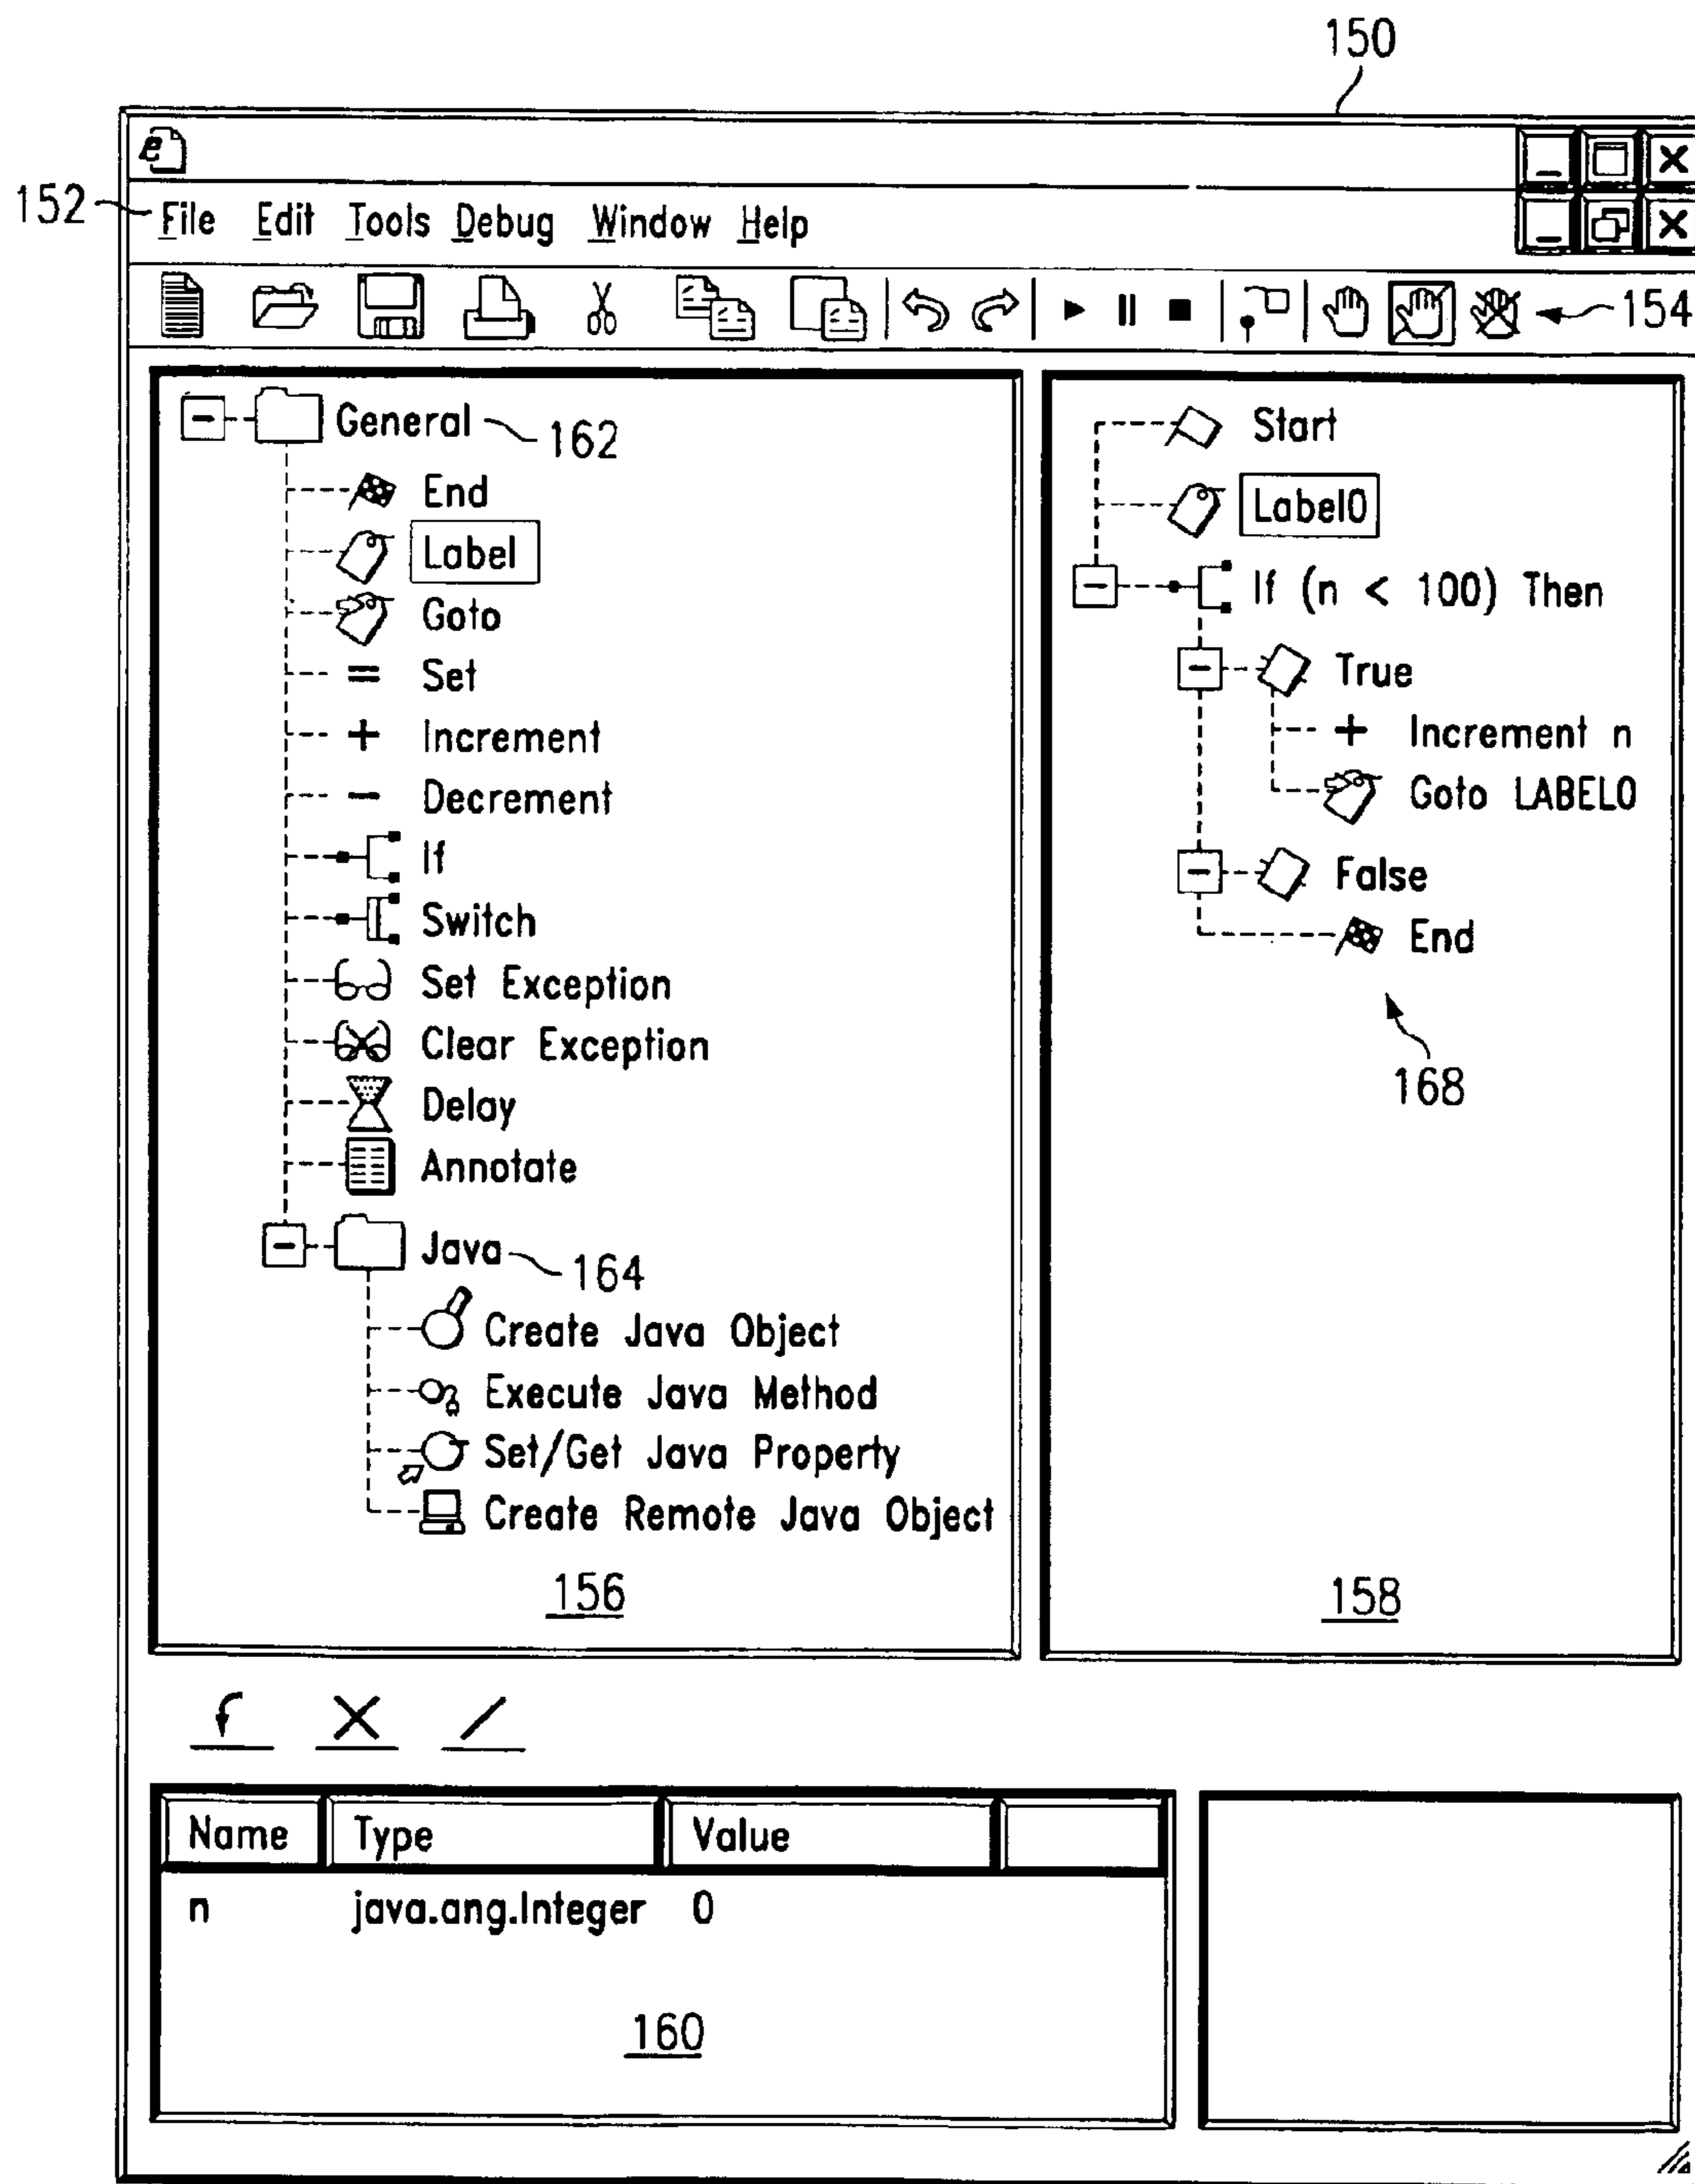 150
152
File Edit Tools Debug Window Help
154
General 162
End
Label
Goto
Set
Increment
Decrement
If
Switch
Set Exception
Clear Exception
Delay
Annotate
Java 164
Create Java Object
Execute Java Method
Set/Get Java Property
Create Remote Java Object
156
Start
Label0
If (n < 100) Then
True
Increment n
Goto LABEL0
False
End
168
158
Name Type Value
n java.ang.Integer 0
160